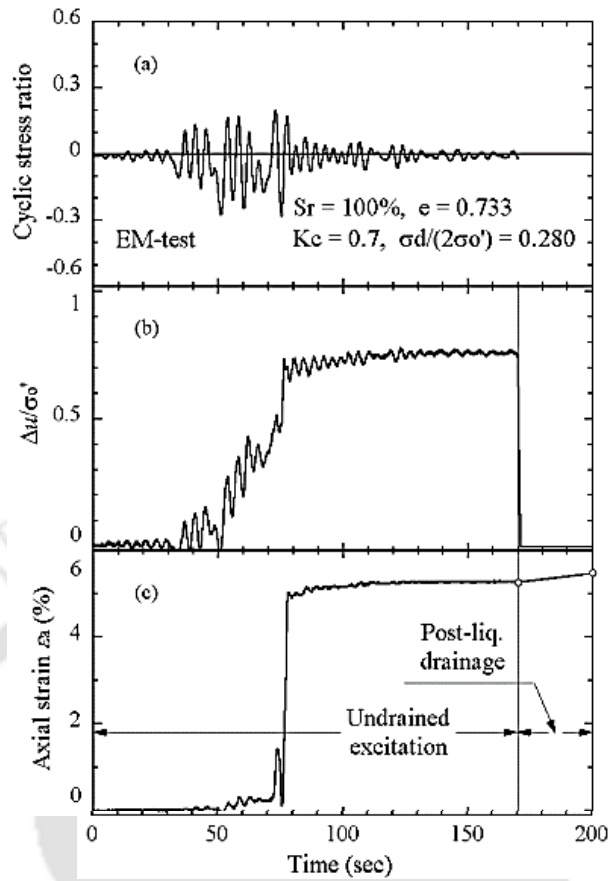 0.6
(a)
0.3
0
-0.3
-0.6
Cyclic stress ratio
EM-test
Sr = 100%, e = 0.733
Kc = 0.7, σd/(2σo') = 0.280
1
(b)
0.5
0
Δu/σo'
6
(c)
4
2
0
Axial strain εa (%)
Post-liq.
drainage
Undrained
excitation
0 50 100 150 200
Time (sec)